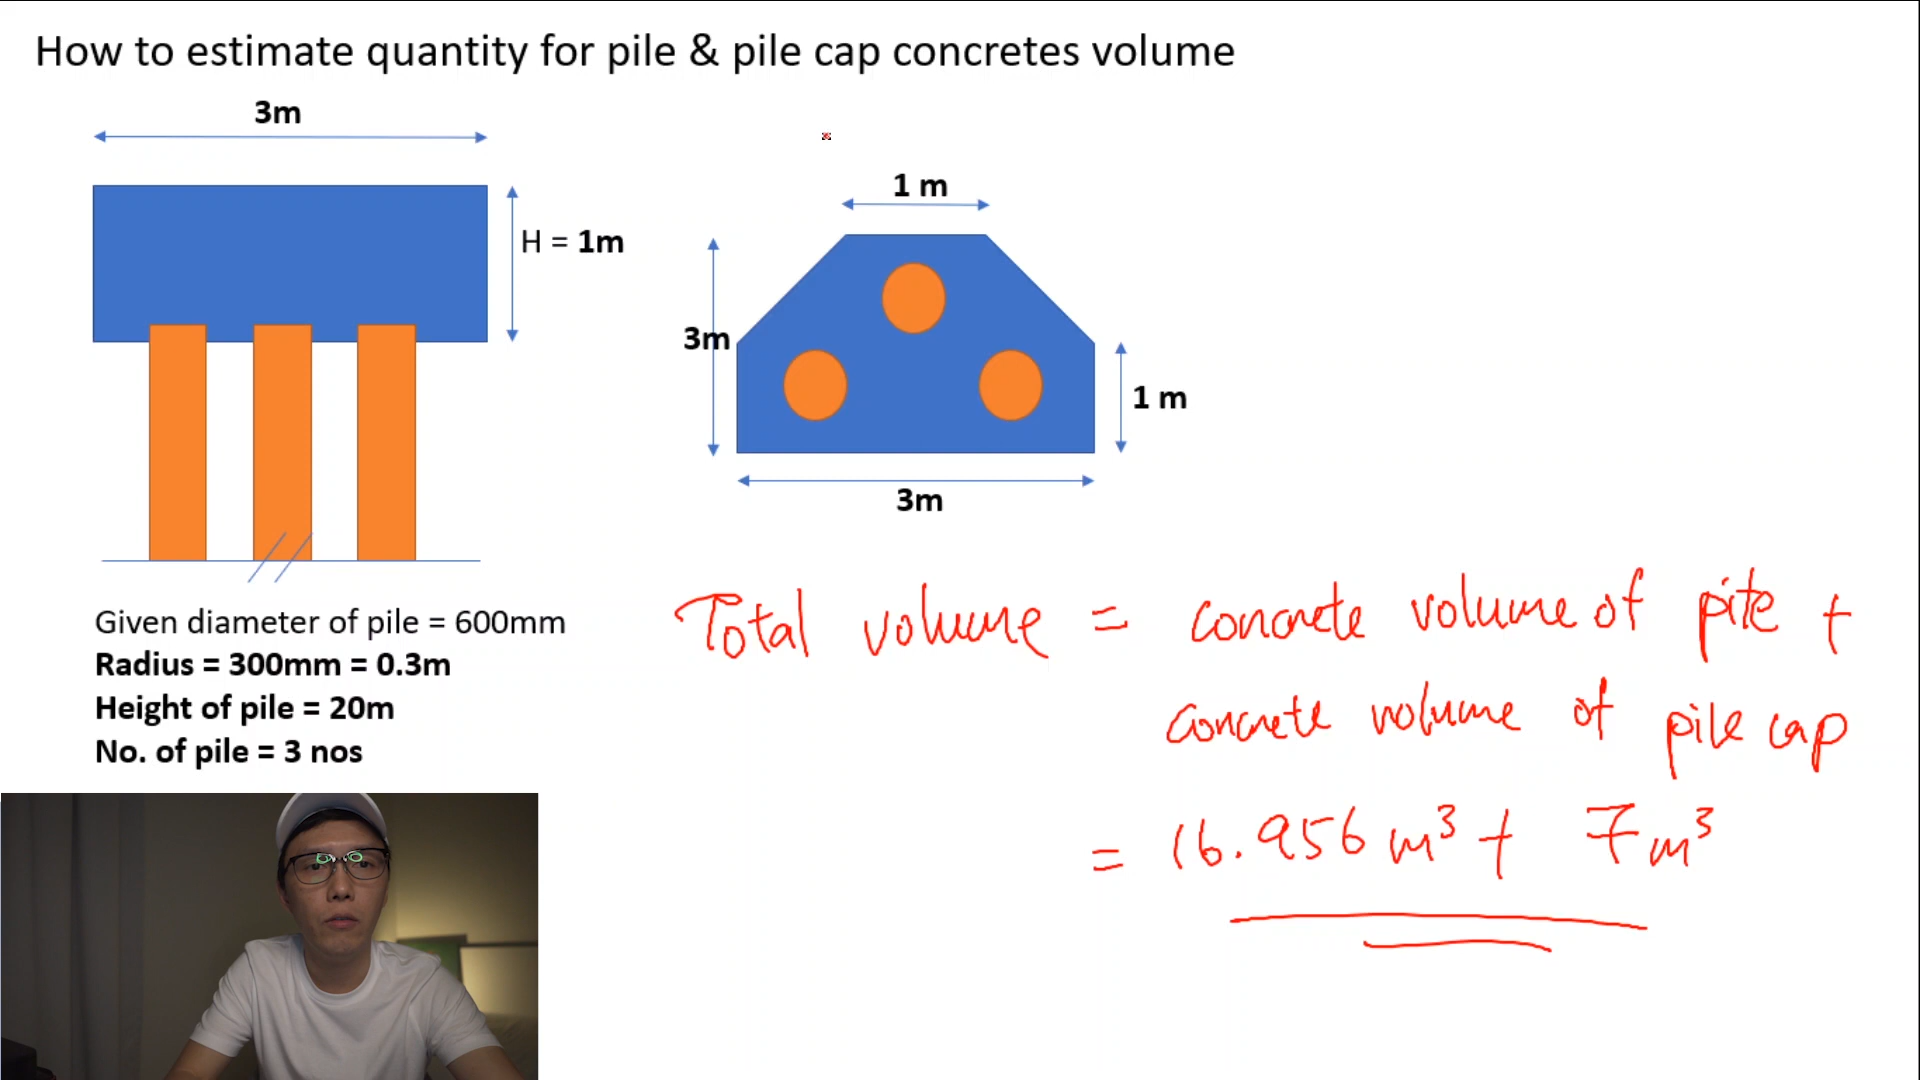 How to estimate quantity for pile & pile cap concretes volume
3m
H = 1m
1 m
3m
1 m
3m
Given diameter of pile = 600mm
Radius = 300mm = 0.3m
Height of pile = 20m
No. of pile = 3 nos
Total volume = concrete volume of pile +
concrete volume of pile cap
= 16.956 m³ + 7 m³